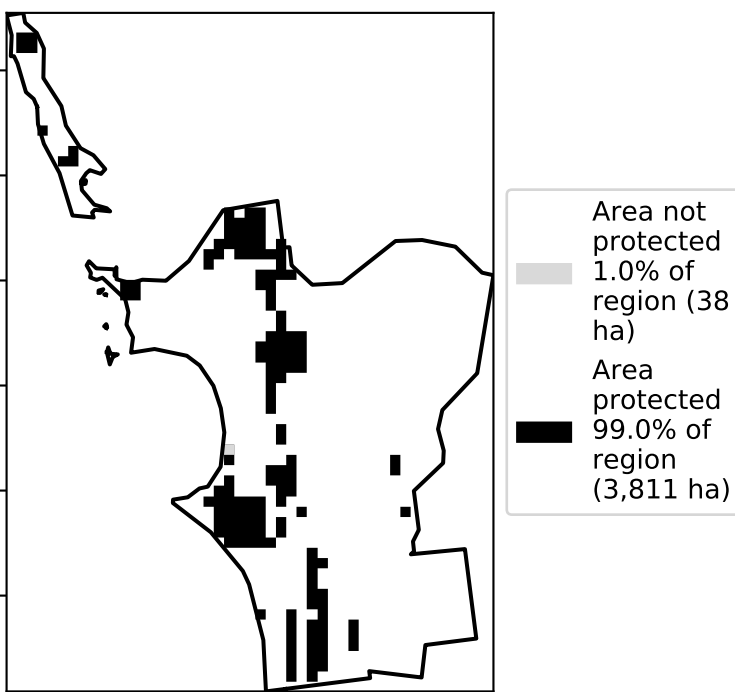 Area not
protected
1.0% of
region (38
ha)
Area
protected
99.0% of
region
(3,811 ha)